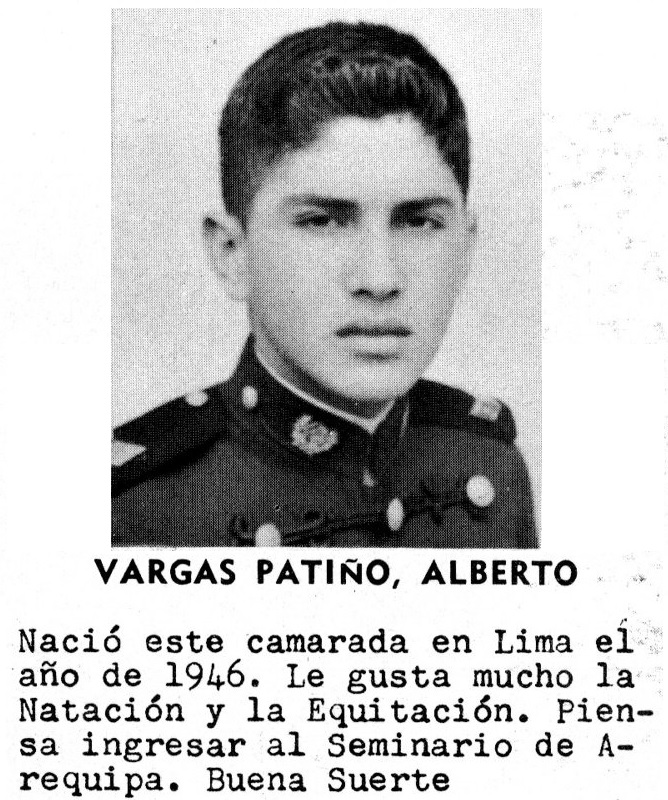 VARGAS PATIÑO, ALBERTO
Nació este camarada en Lima el
año de 1946. Le gusta mucho la
Natación y la Equitación. Pien-
sa ingresar al Seminario de A-
requipa. Buena Suerte